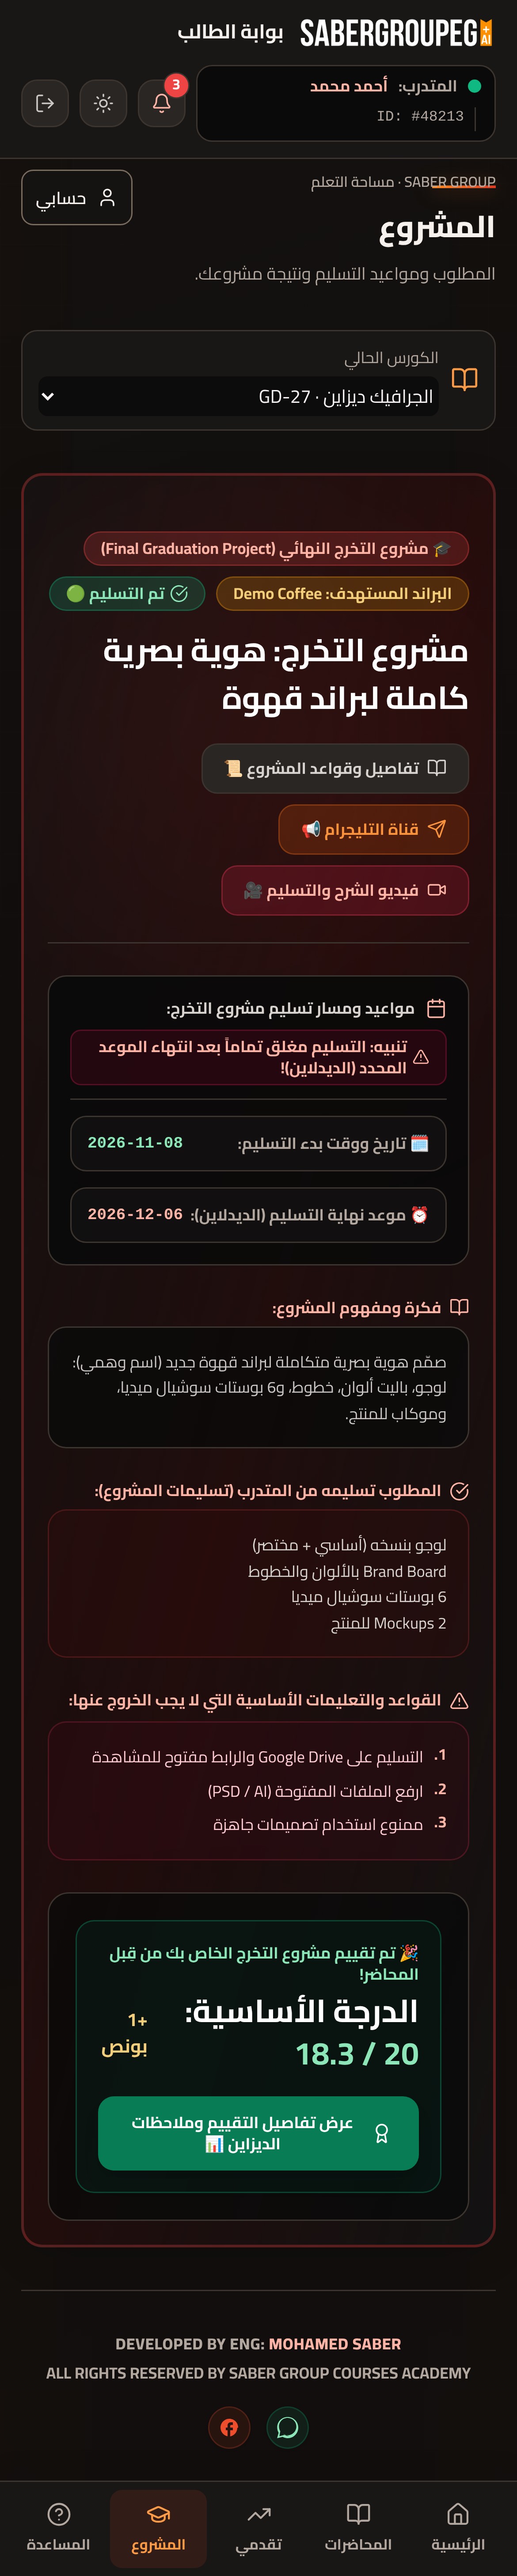 SABERGROUPEG+AI بوابة الطالب
المتدرب: أحمد محمد
ID: #48213
3
SABER GROUP · مساحة التعلم
حسابي
المشروع
المطلوب ومواعيد التسليم ونتيجة مشروعك.
الكورس الحالي
الجرافيك ديزاين · GD-27
🎓 مشروع التخرج النهائي (Final Graduation Project)
البراند المستهدف: Demo Coffee
تم التسليم 🟢
مشروع التخرج: هوية بصرية
كاملة لبراند قهوة
تفاصيل وقواعد المشروع 📜
قناة التليجرام 📢
فيديو الشرح والتسليم 🎥
مواعيد ومسار تسليم مشروع التخرج:
تنبيه: التسليم مغلق تماماً بعد انتهاء الموعد
المحدد (الديدلاين)!
🗓️ تاريخ ووقت بدء التسليم: 2026-11-08
⏰ موعد نهاية التسليم (الديدلاين): 2026-12-06
فكرة ومفهوم المشروع:
صمّم هوية بصرية متكاملة لبراند قهوة جديد (اسم وهمي):
لوجو، باليت ألوان، خطوط، و6 بوستات سوشيال ميديا،
وموكاب للمنتج.
المطلوب تسليمه من المتدرب (تسليمات المشروع):
لوجو بنسخه (أساسي + مختصر)
Brand Board بالألوان والخطوط
6 بوستات سوشيال ميديا
2 Mockups للمنتج
القواعد والتعليمات الأساسية التي لا يجب الخروج عنها:
1. التسليم على Google Drive والرابط مفتوح للمشاهدة
2. ارفع الملفات المفتوحة (PSD / AI)
3. ممنوع استخدام تصميمات جاهزة
🎉 تم تقييم مشروع التخرج الخاص بك من قِبل
المحاضر!
الدرجة الأساسية:
18.3 / 20
+1
بونص
عرض تفاصيل التقييم وملاحظات
الديزاين 📊
DEVELOPED BY ENG: MOHAMED SABER
ALL RIGHTS RESERVED BY SABER GROUP COURSES ACADEMY
الرئيسية
المحاضرات
تقدمي
المشروع
المساعدة